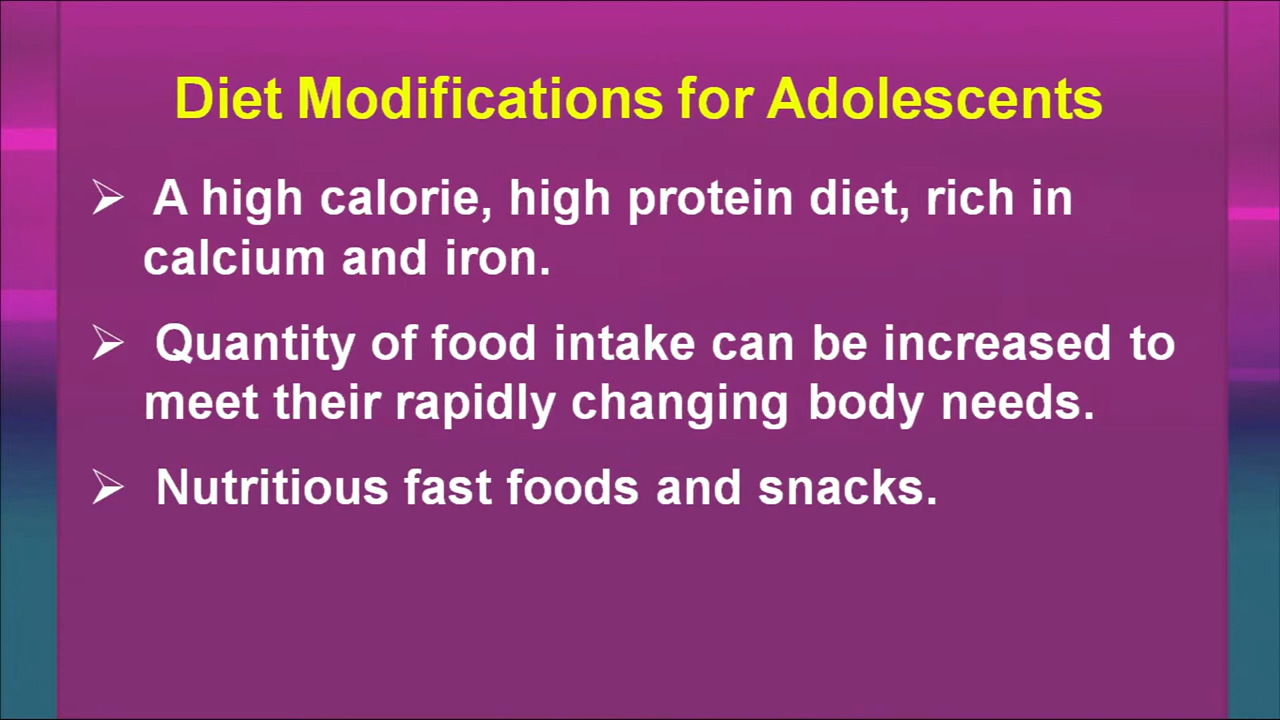 Diet Modifications for Adolescents
➢ A high calorie, high protein diet, rich in
calcium and iron.
➢ Quantity of food intake can be increased to
meet their rapidly changing body needs.
➢ Nutritious fast foods and snacks.